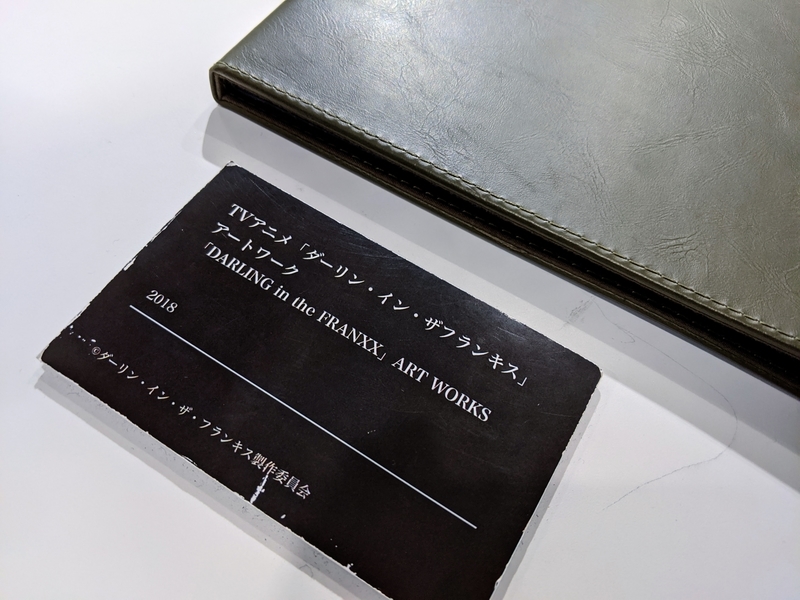 TVアニメ「ダーリン・イン・ザフランキス」
アートワーク
「DARLING in the FRANXX」ART WORKS
2018
©ダーリン・イン・ザ・フランキス製作委員会